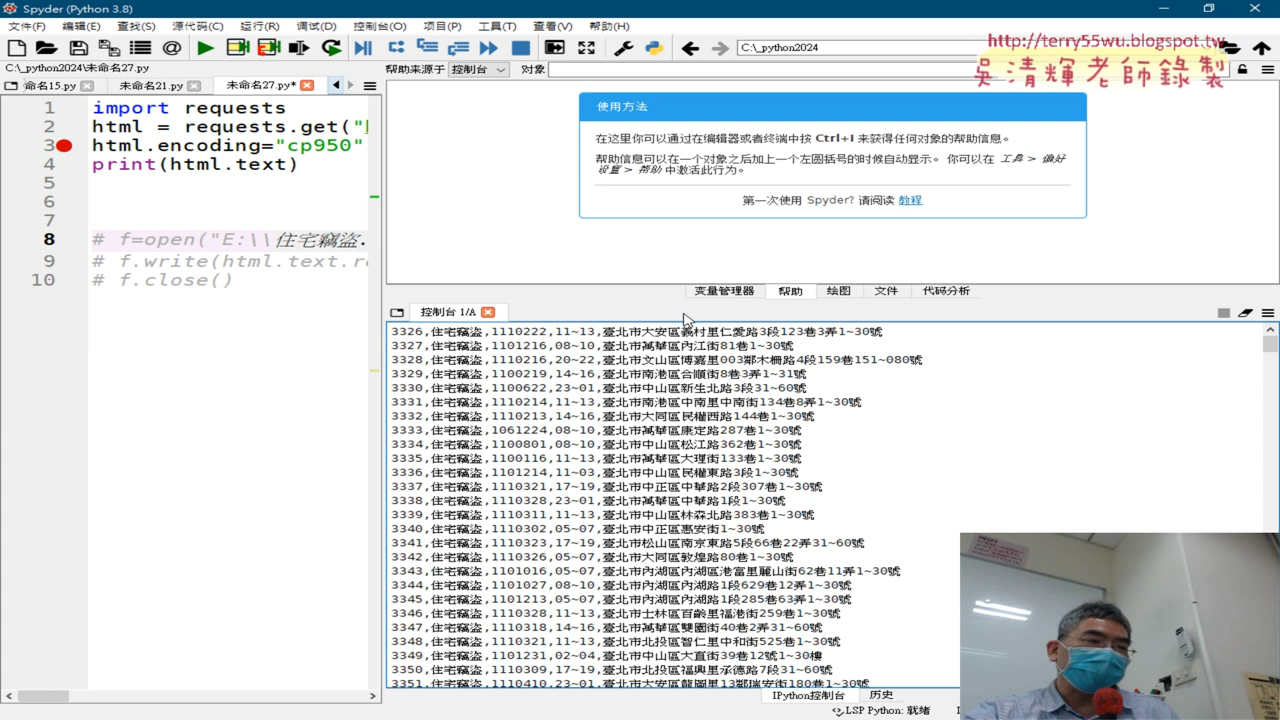 Spyder (Python 3.8)
文件(F) 编辑(E) 查找(S) 源代码(C) 运行(R) 调试(D) 控制台(O) 项目(P) 工具(T) 查看(V) 帮助(H)
C:\_python2024
http://terry55wu.blogspot.tw
吳清輝老師錄製
C:\_python2024\未命名27.py
命名15.py 未命名21.py 未命名27.py*
帮助来源于 控制台 对象
1 import requests
2 html = requests.get("
3 html.encoding="cp950"
4 print(html.text)
5
6
7
8 # f=open("E:\\住宅竊盜.
9 # f.write(html.text.re
10 # f.close()
使用方法
在这里你可以通过在编辑器或者终端中按 Ctrl+I 来获得任何对象的帮助信息。
帮助信息可以在一个对象之后加上一个左圆括号的时候自动显示。 你可以在 工具 > 偏好
设置 > 帮助 中激活此行为。
第一次使用 Spyder? 请阅读 教程
变量管理器 帮助 绘图 文件 代码分析
控制台 1/A
3326,住宅竊盜,1110222,11~13,臺北市大安區義村里仁愛路3段123巷3弄1~30號
3327,住宅竊盜,1101216,08~10,臺北市萬華區內江街81巷1~30號
3328,住宅竊盜,1110216,20~22,臺北市文山區博嘉里003鄰木柵路4段159巷151~080號
3329,住宅竊盜,1100219,14~16,臺北市南港區合順街8巷3弄1~31號
3330,住宅竊盜,1100622,23~01,臺北市中山區新生北路3段31~60號
3331,住宅竊盜,1110214,11~13,臺北市南港區中南里中南街134巷8弄1~30號
3332,住宅竊盜,1110213,14~16,臺北市大同區民權西路144巷1~30號
3333,住宅竊盜,1061224,08~10,臺北市萬華區康定路287巷1~30號
3334,住宅竊盜,1100801,08~10,臺北市中山區松江路362巷1~30號
3335,住宅竊盜,1100116,11~13,臺北市萬華區大理街133巷1~30號
3336,住宅竊盜,1101214,11~03,臺北市中山區民權東路3段1~30號
3337,住宅竊盜,1110321,17~19,臺北市中正區中華路2段307巷1~30號
3338,住宅竊盜,1110328,23~01,臺北市萬華區中華路1段1~30號
3339,住宅竊盜,1110311,11~13,臺北市中山區林森北路383巷1~30號
3340,住宅竊盜,1110302,05~07,臺北市中正區惠安街1~30號
3341,住宅竊盜,1110323,17~19,臺北市松山區南京東路5段66巷22弄31~60號
3342,住宅竊盜,1110326,05~07,臺北市大同區敦煌路80巷1~30號
3343,住宅竊盜,1101016,05~07,臺北市內湖區內湖區港富里麗山街62巷11弄1~30號
3344,住宅竊盜,1101027,08~10,臺北市內湖區內湖路1段629巷12弄1~30號
3345,住宅竊盜,1101213,05~07,臺北市內湖區內湖路1段285巷63弄1~30號
3346,住宅竊盜,1110328,11~13,臺北市士林區百齡里福港街259巷1~30號
3347,住宅竊盜,1110318,14~16,臺北市萬華區雙園街40巷2弄31~60號
3348,住宅竊盜,1110321,11~13,臺北市北投區智仁里中和街525巷1~30號
3349,住宅竊盜,1101231,02~04,臺北市中山區大直街39巷12號1~30樓
3350,住宅竊盜,1110309,17~19,臺北市北投區福興里承德路7段31~60號
3351,住宅竊盜,1110410,23~01,臺北市大安區龍圖里13鄰瑞安街180巷1~30號
IPython控制台 历史
LSP Python: 就绪